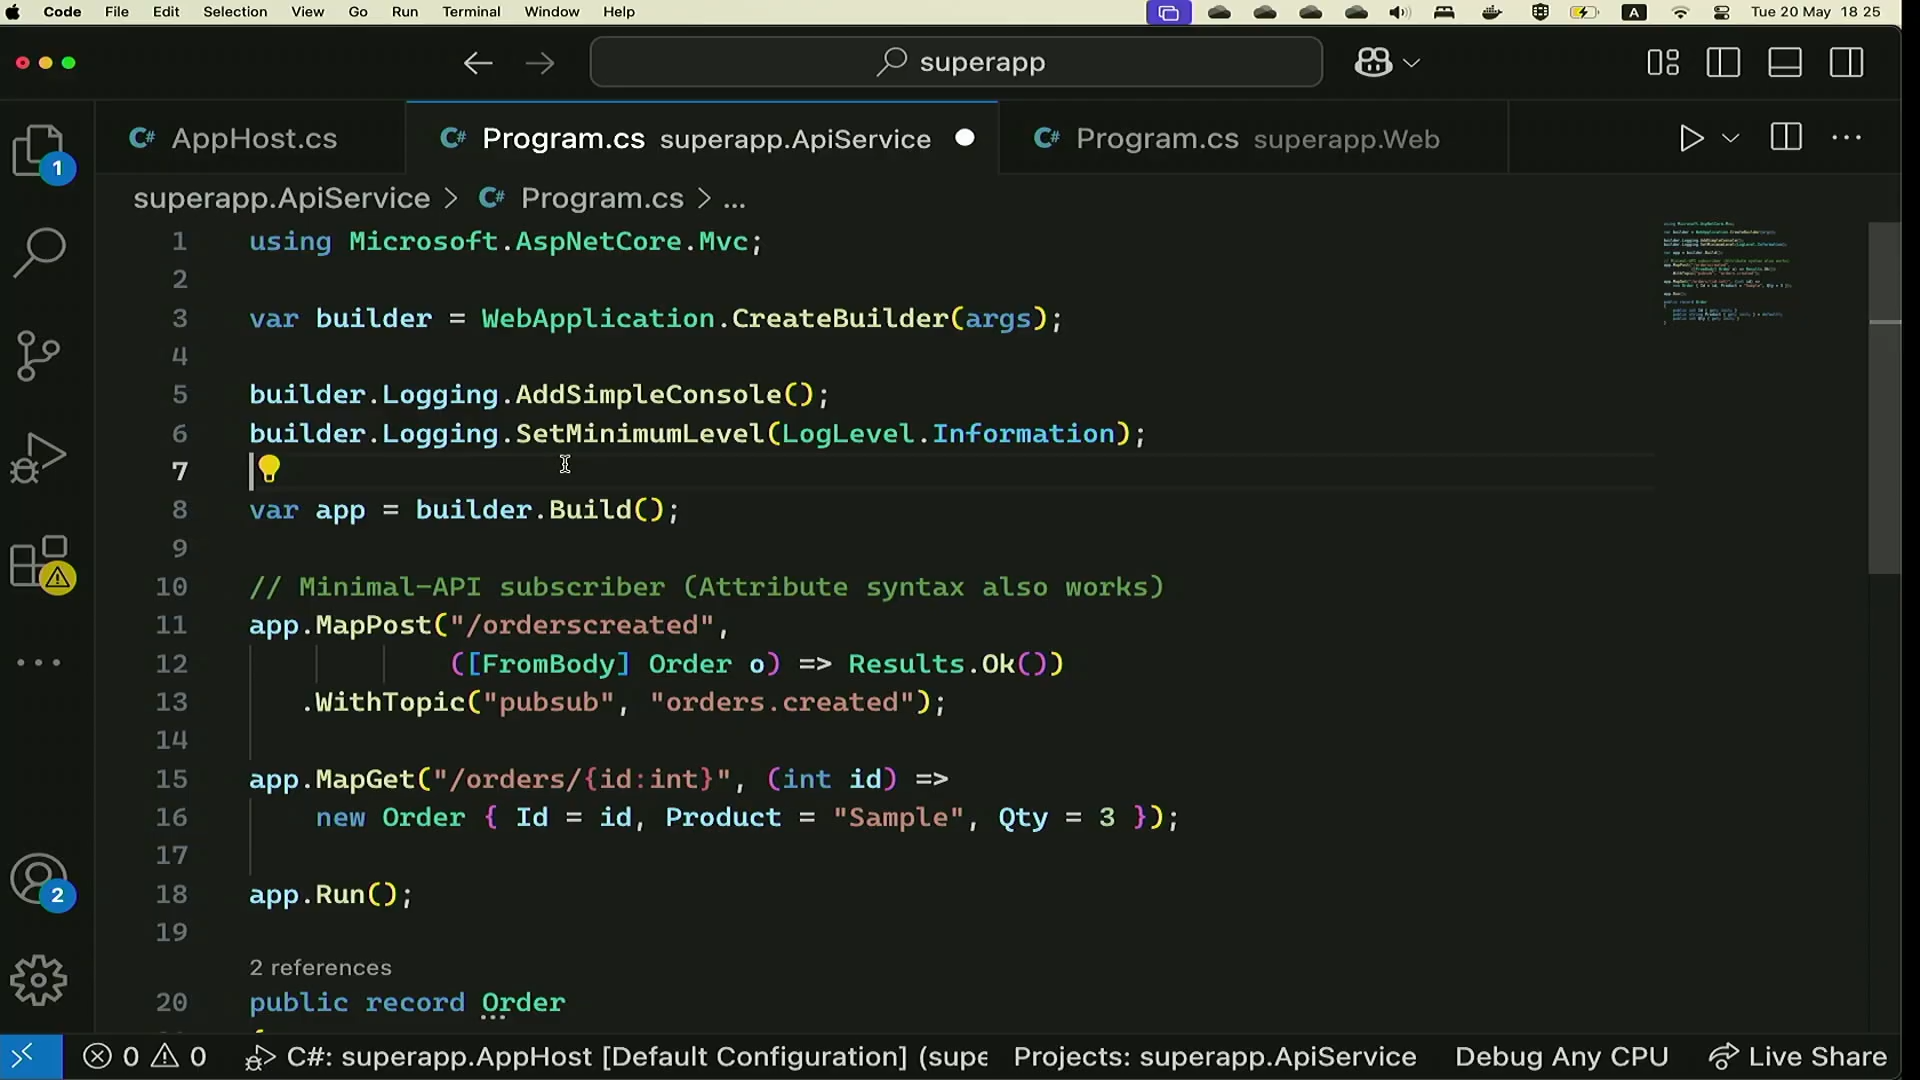 Code File Edit Selection View Go Run Terminal Window Help A Tue 20 May 18 25
superapp
C# AppHost.cs C# Program.cs superapp.ApiService C# Program.cs superapp.Web
1
superapp.ApiService > C# Program.cs > ...
1 using Microsoft.AspNetCore.Mvc;
2
3 var builder = WebApplication.CreateBuilder(args);
4
5 builder.Logging.AddSimpleConsole();
6 builder.Logging.SetMinimumLevel(LogLevel.Information);
7
8 var app = builder.Build();
9
10 // Minimal-API subscriber (Attribute syntax also works)
11 app.MapPost("/orderscreated",
12 ([FromBody] Order o) => Results.Ok())
13 .WithTopic("pubsub", "orders.created");
14
15 app.MapGet("/orders/{id:int}", (int id) =>
16 new Order { Id = id, Product = "Sample", Qty = 3 });
17
2
18 app.Run();
19
2 references
20 public record Order
{
0 0 C#: superapp.AppHost [Default Configuration] (supe Projects: superapp.ApiService Debug Any CPU Live Share